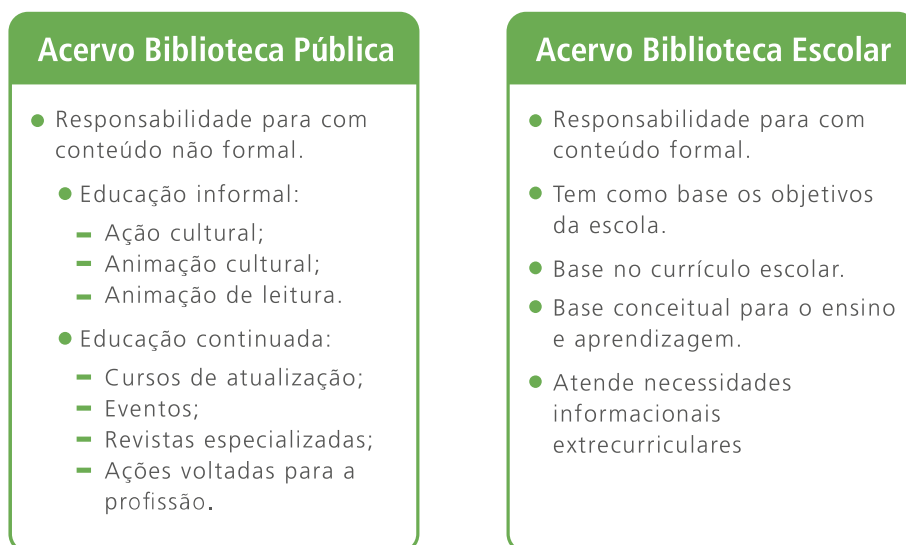 Acervo Biblioteca Pública
Responsabilidade para com
conteúdo não formal.
Educação informal:
Ação cultural;
Animação cultural;
Animação de leitura.
Educação continuada:
Cursos de atualização;
Eventos;
Revistas especializadas;
Ações voltadas para a
profissão.
Acervo Biblioteca Escolar
Responsabilidade para com
conteúdo formal.
Tem como base os objetivos
da escola.
Base no currículo escolar.
Base conceitual para o ensino
e aprendizagem.
Atende necessidades
informacionais
extrecurriculares